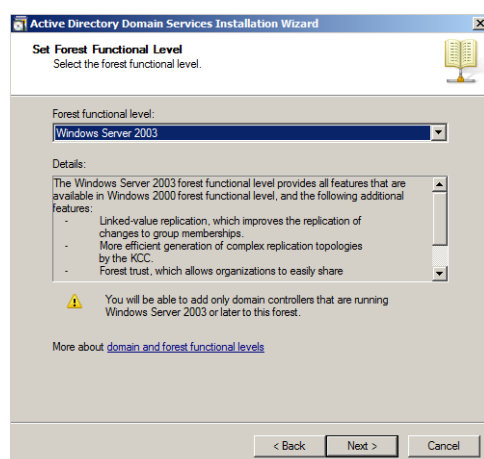 Active Directory Domain Services Installation Wizard
Set Forest Functional Level
Select the forest functional level.
Forest functional level:
Windows Server 2003
Details:
The Windows Server 2003 forest functional level provides all features that are
available in Windows 2000 forest functional level, and the following additional
features:
- Linked-value replication, which improves the replication of
changes to group memberships.
- More efficient generation of complex replication topologies
by the KCC.
- Forest trust, which allows organizations to easily share
You will be able to add only domain controllers that are running
Windows Server 2003 or later to this forest.
More about domain and forest functional levels
< Back Next > Cancel